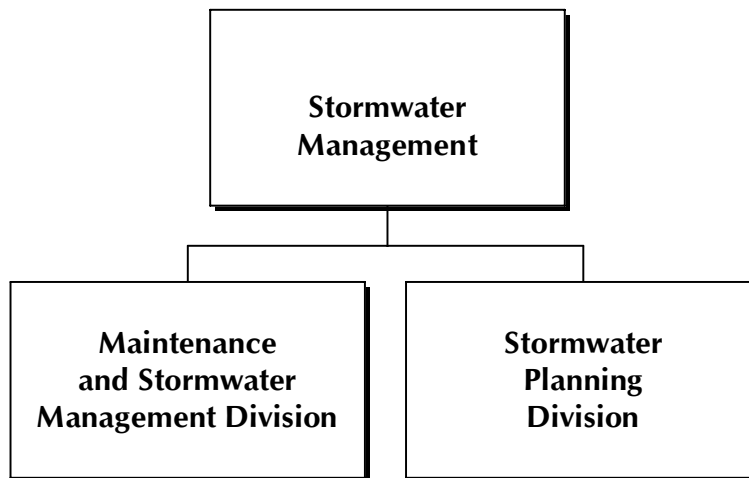 Stormwater
Management
Maintenance
and Stormwater
Management Division
Stormwater
Planning
Division